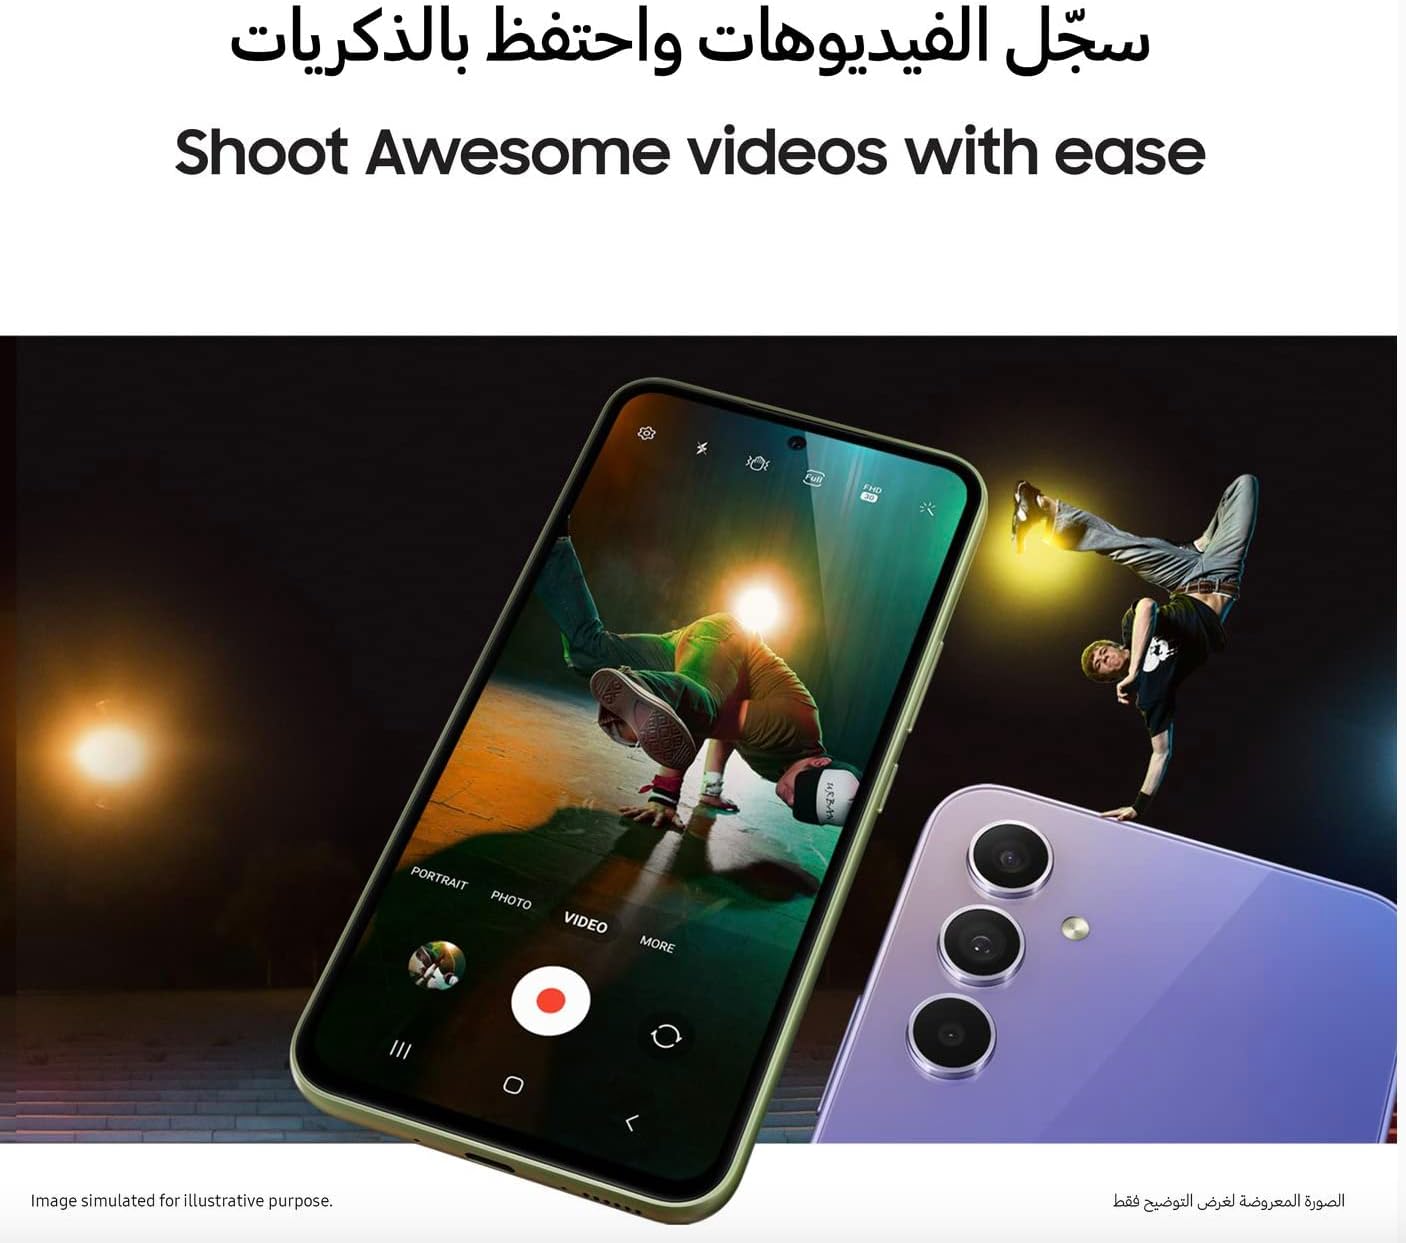 سجّل الفيديوهات واحتفظ بالذكريات
Shoot Awesome videos with ease
Full
FHD
30
URBAN
PORTRAIT
PHOTO
VIDEO
MORE
Image simulated for illustrative purpose.
الصورة المعروضة لغرض التوضيح فقط